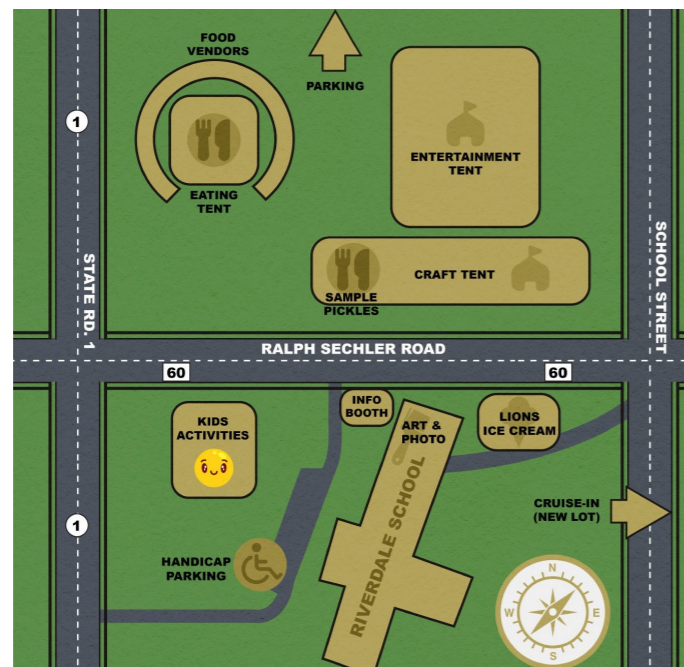 FOOD
VENDORS
PARKING
1
ENTERTAINMENT
TENT
EATING
TENT
STATE RD. 1
SCHOOL STREET
CRAFT TENT
SAMPLE
PICKLES
RALPH SECHLER ROAD
60
60
INFO
BOOTH
KIDS
ACTIVITIES
ART &
PHOTO
LIONS
ICE CREAM
RIVERDALE SCHOOL
CRUISE-IN
(NEW LOT)
1
HANDICAP
PARKING
N
W
E
S